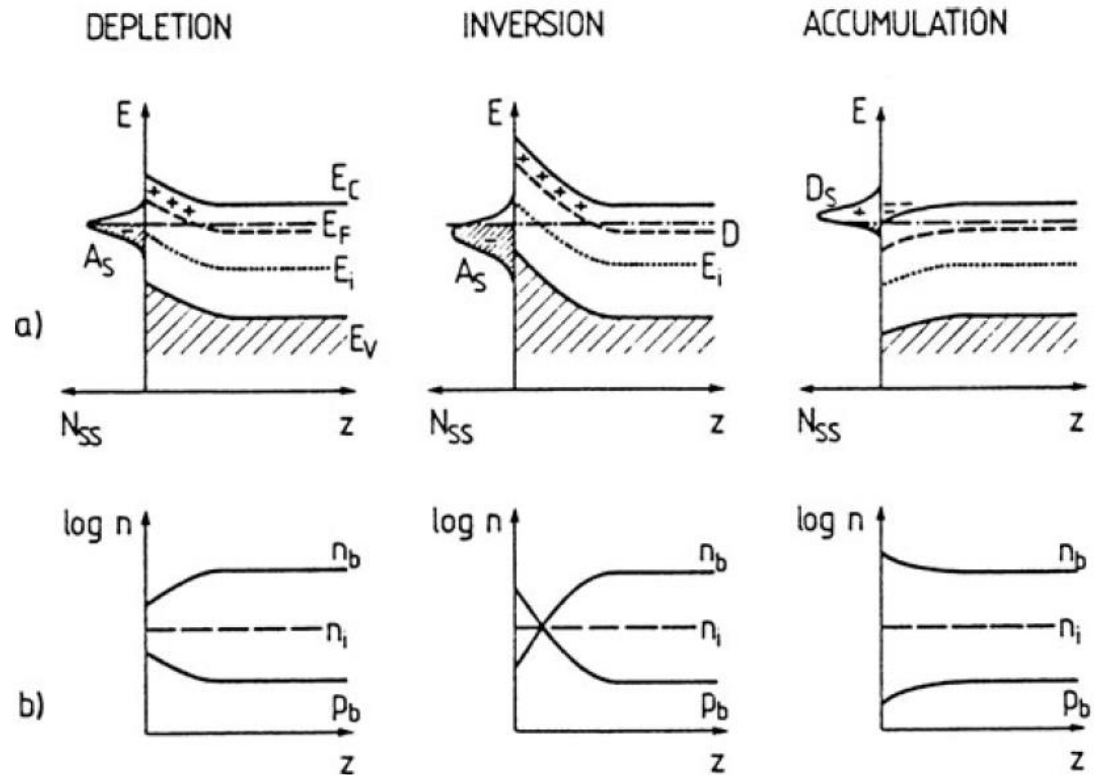 DEPLETION INVERSION ACCUMULATION
E E E
E_C D_S
E_F D
A_S E_i A_S E_i
a) E_V
N_SS z N_SS z N_SS z
log n log n log n
n_b n_b n_b
n_i n_i n_i
b) p_b p_b p_b
z z z